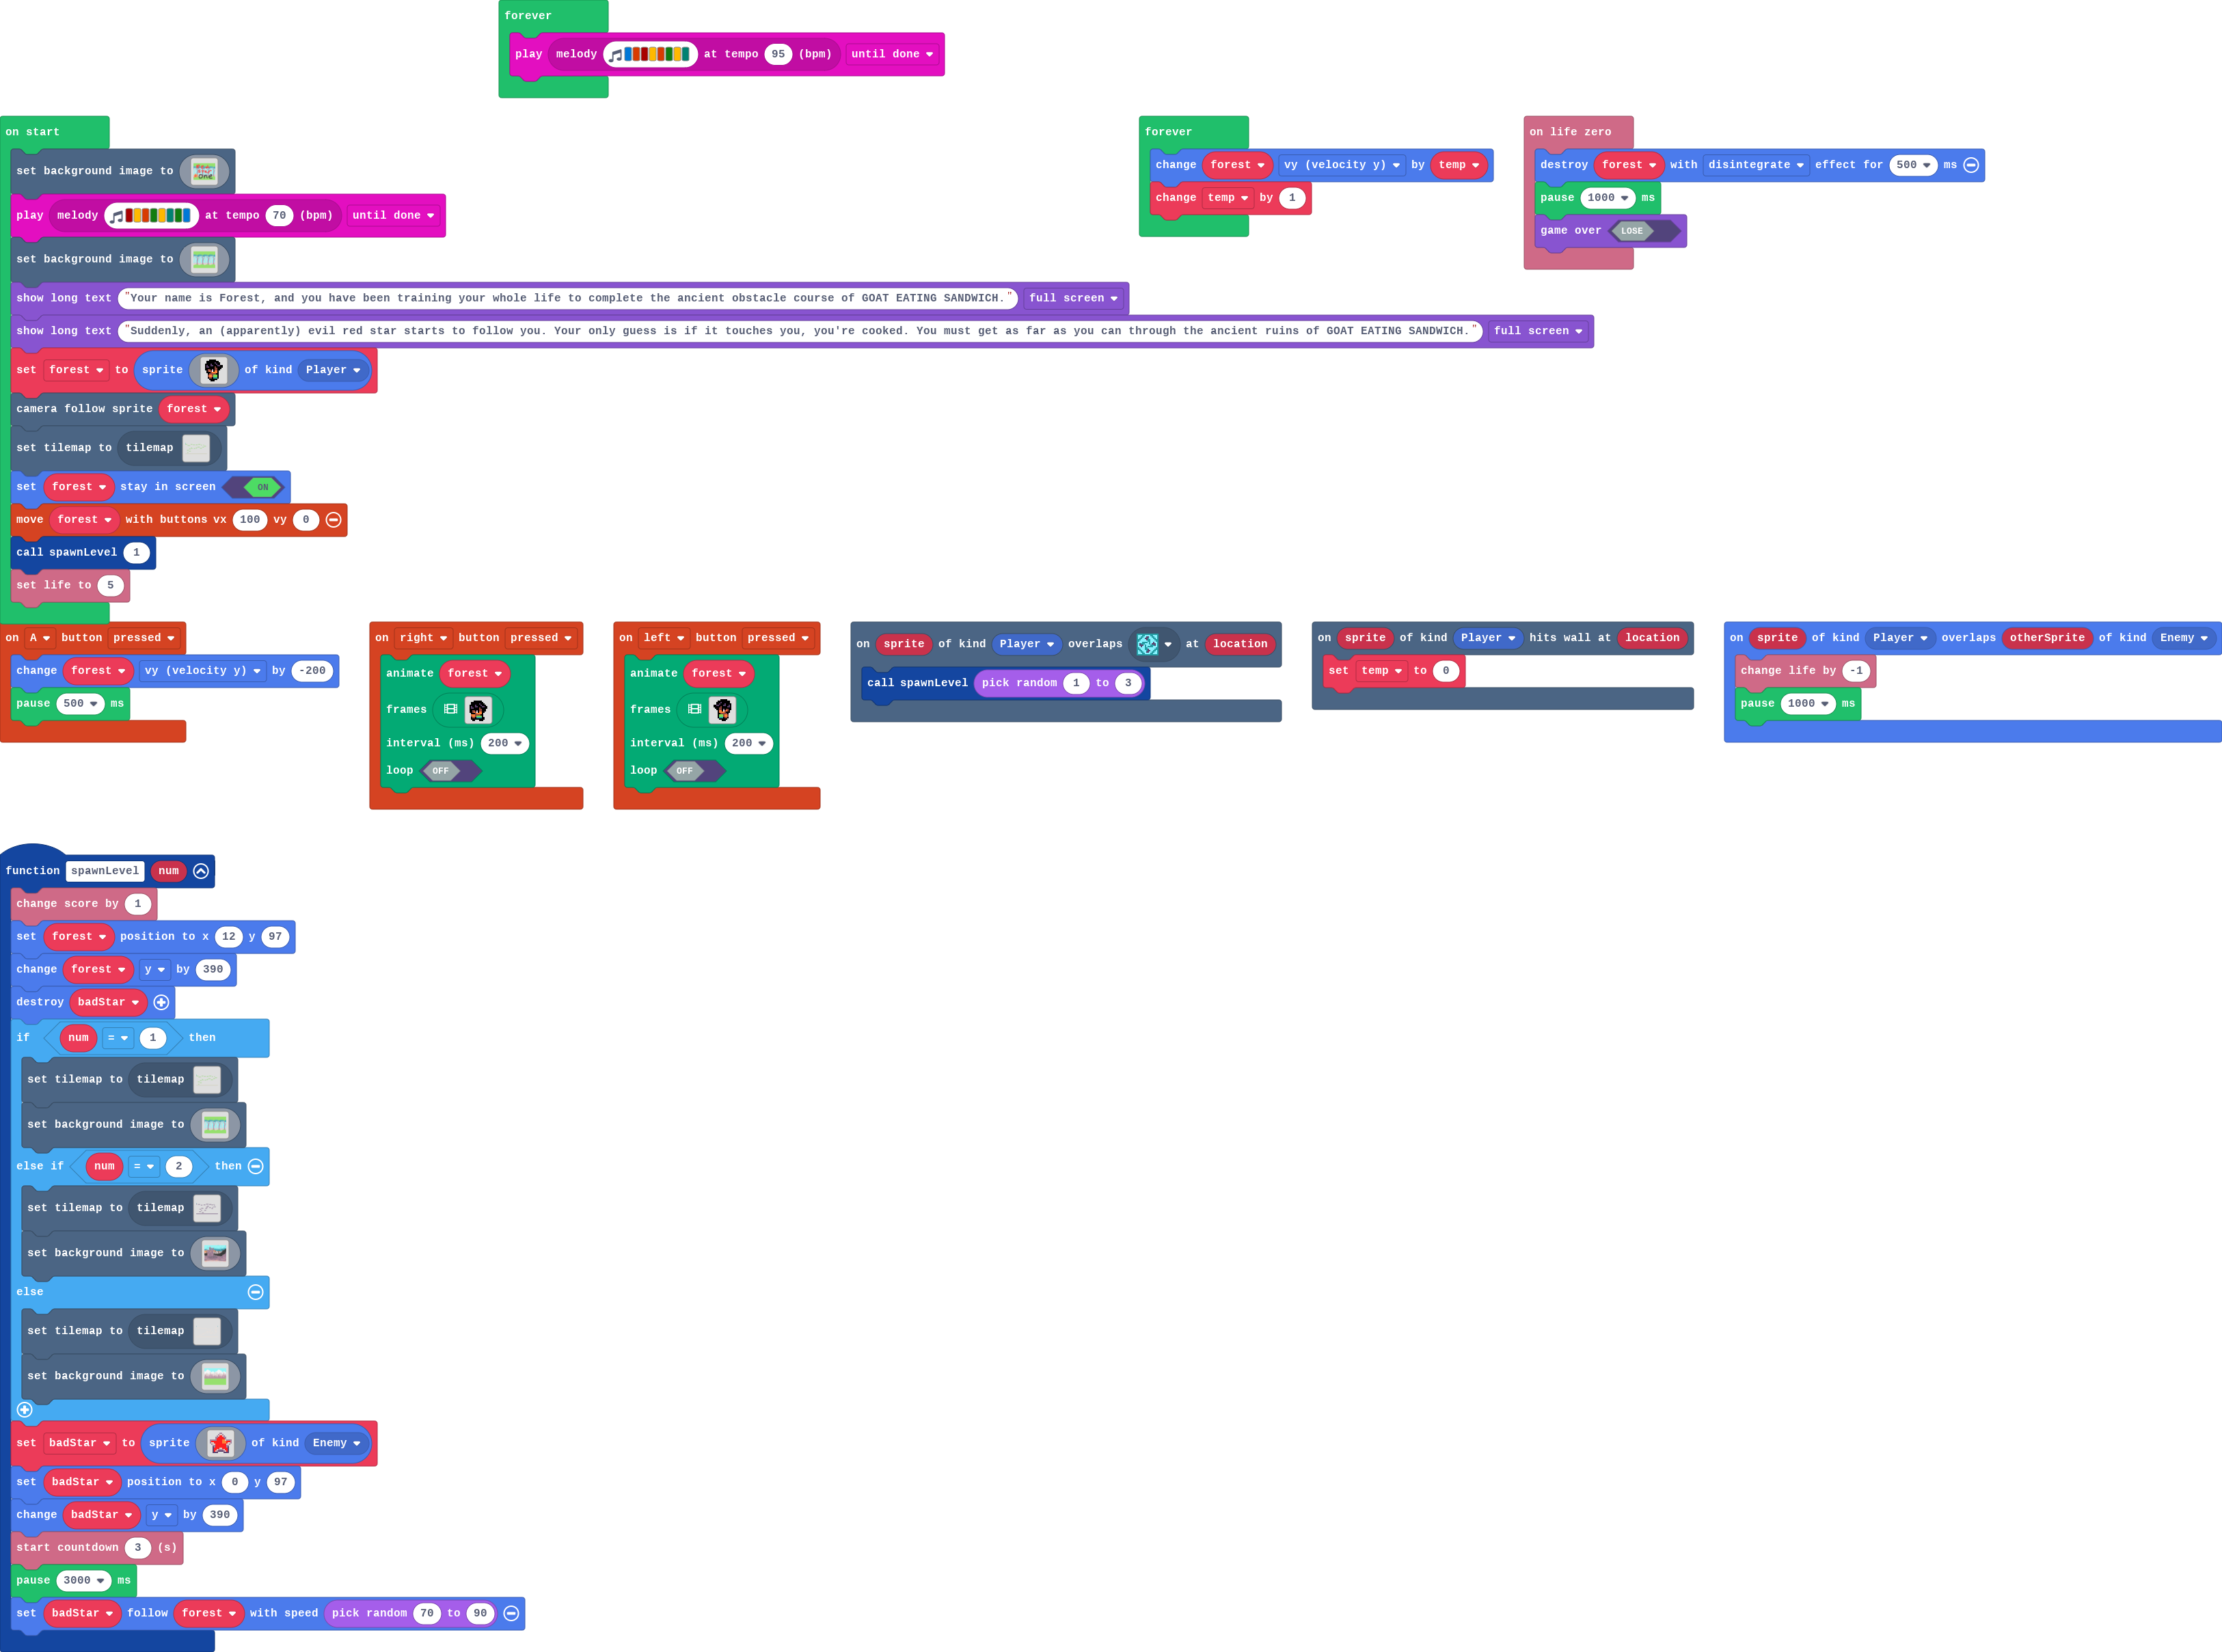 forever
play melody at tempo 95 (bpm) until done
on start
set background image to
play melody at tempo 70 (bpm) until done
set background image to
show long text "Your name is Forest, and you have been training your whole life to complete the ancient obstacle course of GOAT EATING SANDWICH." full screen
show long text "Suddenly, an (apparently) evil red star starts to follow you. Your only guess is if it touches you, you're cooked. You must get as far as you can through the ancient ruins of GOAT EATING SANDWICH." full screen
set forest to sprite of kind Player
camera follow sprite forest
set tilemap to tilemap
set forest stay in screen ON
move forest with buttons vx 100 vy 0
call spawnLevel 1
set life to 5
forever
change forest vy (velocity y) by temp
change temp by 1
on life zero
destroy forest with disintegrate effect for 500 ms
pause 1000 ms
game over LOSE
on A button pressed
change forest vy (velocity y) by -200
pause 500 ms
on right button pressed
animate forest
frames
interval (ms) 200
loop OFF
on left button pressed
animate forest
frames
interval (ms) 200
loop OFF
on sprite of kind Player overlaps at location
call spawnLevel pick random 1 to 3
on sprite of kind Player hits wall at location
set temp to 0
on sprite of kind Player overlaps otherSprite of kind Enemy
change life by -1
pause 1000 ms
function spawnLevel num
change score by 1
set forest position to x 12 y 97
change forest y by 390
destroy badStar
if num = 1 then
set tilemap to tilemap
set background image to
else if num = 2 then
set tilemap to tilemap
set background image to
else
set tilemap to tilemap
set background image to
set badStar to sprite of kind Enemy
set badStar position to x 0 y 97
change badStar y by 390
start countdown 3 (s)
pause 3000 ms
set badStar follow forest with speed pick random 70 to 90